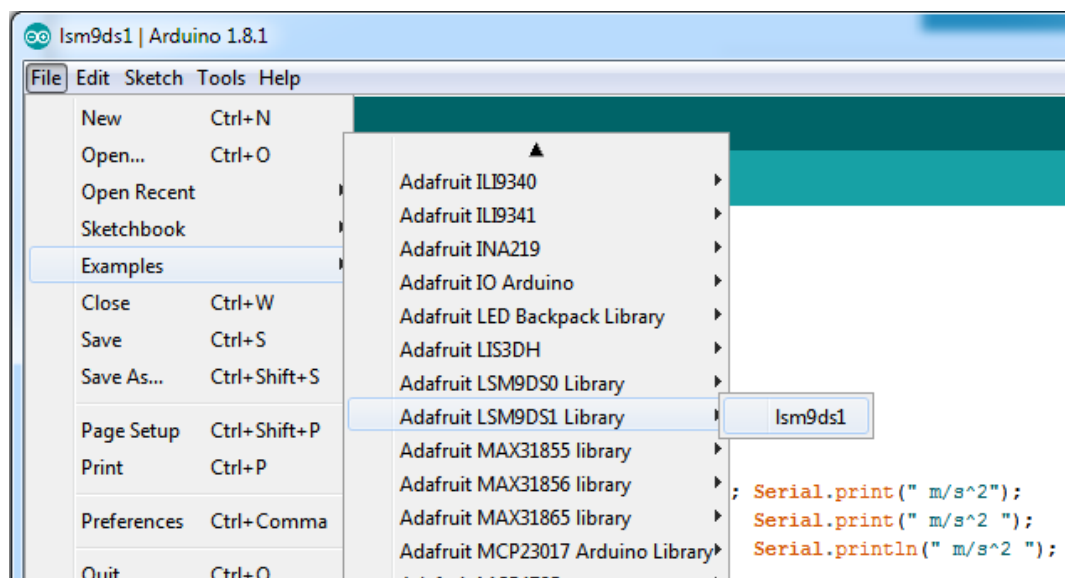 lsm9ds1 | Arduino 1.8.1
File Edit Sketch Tools Help
New Ctrl+N
Open... Ctrl+O
Open Recent
Sketchbook
Examples
Close Ctrl+W
Save Ctrl+S
Save As... Ctrl+Shift+S
Page Setup Ctrl+Shift+P
Print Ctrl+P
Preferences Ctrl+Comma
Quit Ctrl+Q
Adafruit ILI9340
Adafruit ILI9341
Adafruit INA219
Adafruit IO Arduino
Adafruit LED Backpack Library
Adafruit LIS3DH
Adafruit LSM9DS0 Library
Adafruit LSM9DS1 Library
Adafruit MAX31855 library
Adafruit MAX31856 library
Adafruit MAX31865 library
Adafruit MCP23017 Arduino Library
lsm9ds1
; Serial.print(" m/s^2");
Serial.print(" m/s^2 ");
Serial.println(" m/s^2 ");